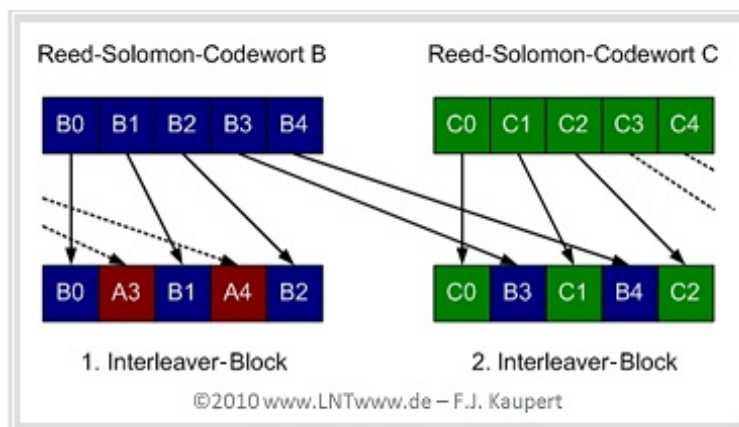 Reed-Solomon-Codewort B Reed-Solomon-Codewort C
B0 B1 B2 B3 B4 C0 C1 C2 C3 C4
B0 A3 B1 A4 B2 C0 B3 C1 B4 C2
1. Interleaver-Block 2. Interleaver-Block
©2010 www.LNTwww.de – F.J. Kaupert